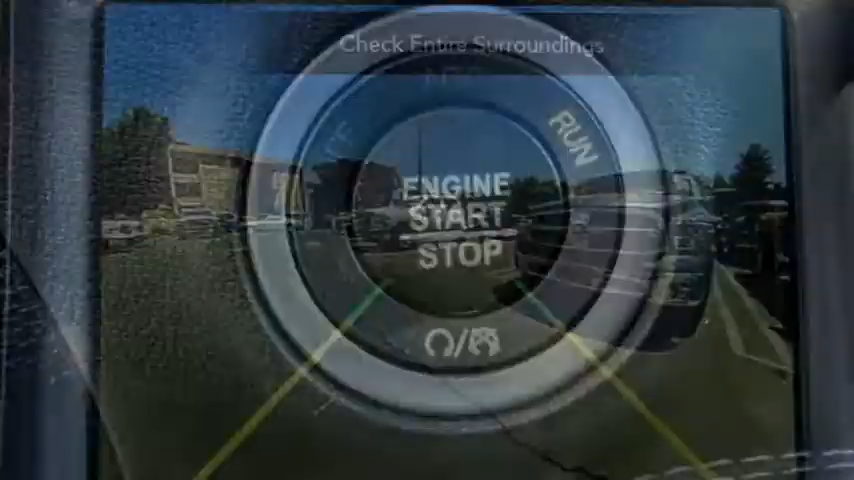 Check Entire Surroundings
RUN
ENGINE
START
STOP